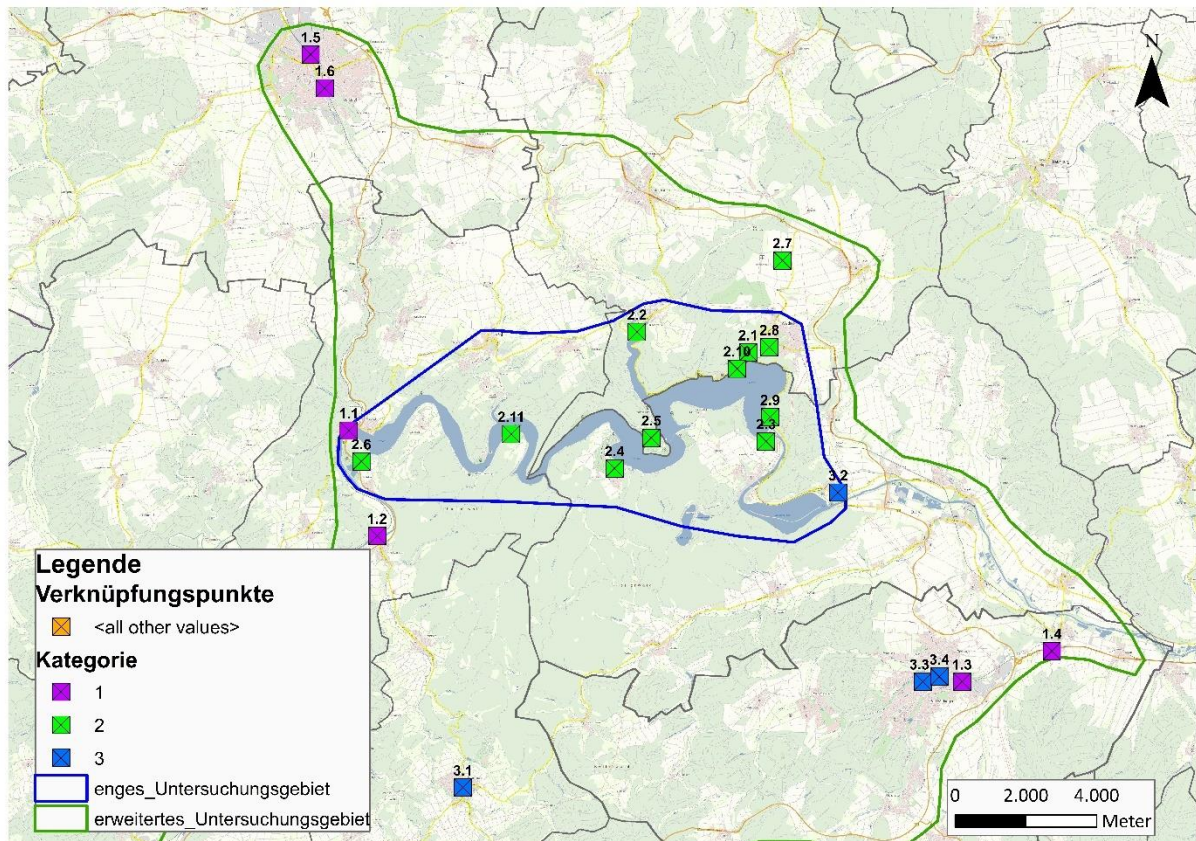 1.5
1.6
N
2.7
2.2
2.1 2.8
2.10
1.1
2.11
2.5
2.9
2.3
2.6
2.4
3.2
1.2
1.4
3.3 3.4 1.3
3.1
Legende
Verknüpfungspunkte
<all other values>
Kategorie
1
2
3
enges_Untersuchungsgebiet
erweitertes_Untersuchungsgebiet
0 2.000 4.000
Meter